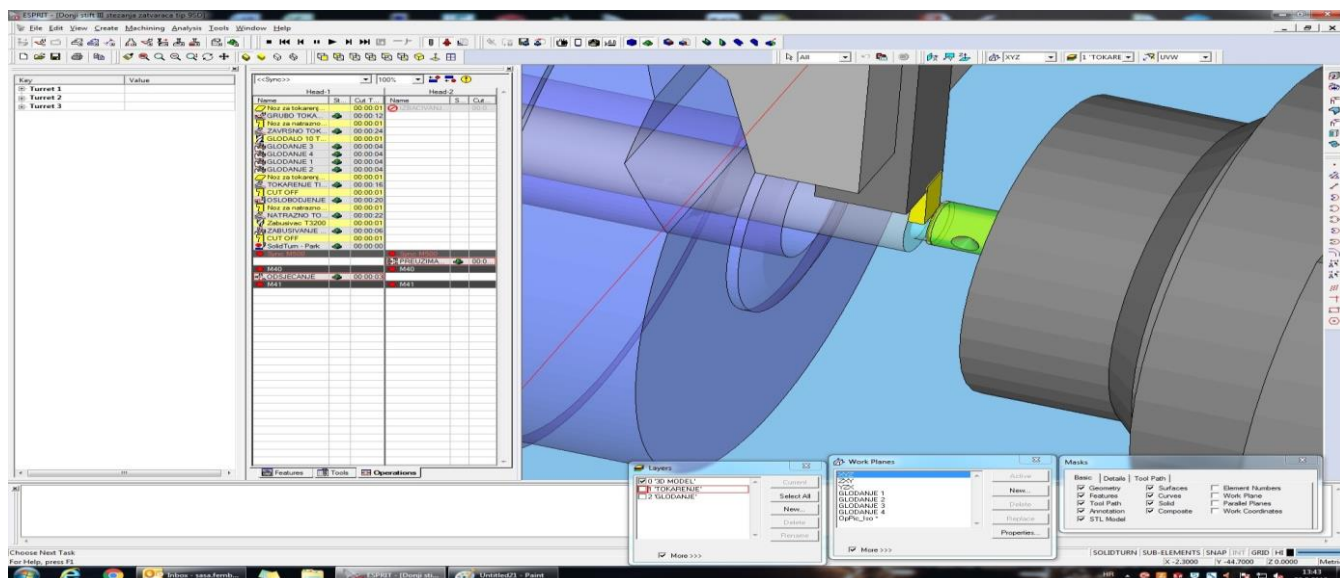 ESPRIT - [Donji stift III stezanja zatvaraca tip 95D]
File Edit View Create Machining Analysis Tools Window Help
All
XYZ
1 'TOKARE
UVW
Key Value
Turret 1
Turret 2
Turret 3
<<Sync>> 100%
Head-1 Head-2
Name St... Cut T... Name S... Cut...
Noz za tokarenj... 00:00:01
GRUBO TOKA... 00:00:12
Noz za natrazno... 00:00:01
ZAVRSNO TOK... 00:00:24
GLODALO 10 T... 00:00:01
GLODANJE 3 00:00:04
GLODANJE 4 00:00:04
GLODANJE 1 00:00:04
GLODANJE 2 00:00:04
Noz za tokarenj... 00:00:01
TOKARENJE TI... 00:00:16
CUT OFF 00:00:01
OSLOBODJENJE 00:00:20
Noz za natrazno... 00:00:01
NATRAZNO TO... 00:00:22
Zabusivac T3200 00:00:01
ZABUSIVANJE ... 00:00:06
CUT OFF 00:00:01
SolidTurn - Park 00:00:00
PREUZIMA... 00:0...
M40 M40
ODSJECANJE 00:00:03
M41 M41
Features Tools Operations
Layers
0 '3D MODEL'
1 'TOKARENJE'
2 'GLODANJE'
Current
Select All
New...
Delete
Rename
More >>>
Work Planes
XYZ
ZXY
YZX
GLODANJE 1
GLODANJE 2
GLODANJE 3
GLODANJE 4
OpPlc_Iso *
Active
New...
Delete
Replace
Properties...
More >>>
Masks
Basic Details Tool Path
Geometry Surfaces Element Numbers
Features Curves Work Plane
Tool Path Solid Parallel Planes
Annotation Composite Work Coordinates
STL Model
Choose Next Task
For Help, press F1
SOLIDTURN SUB-ELEMENTS SNAP INT GRID HI
X -2.3000 Y -44.7000 Z 0.0000 Metric
Inbox - sasa.fernb...
ESPRIT - [Donji sti...
Untitled21 - Paint
HR
13:43